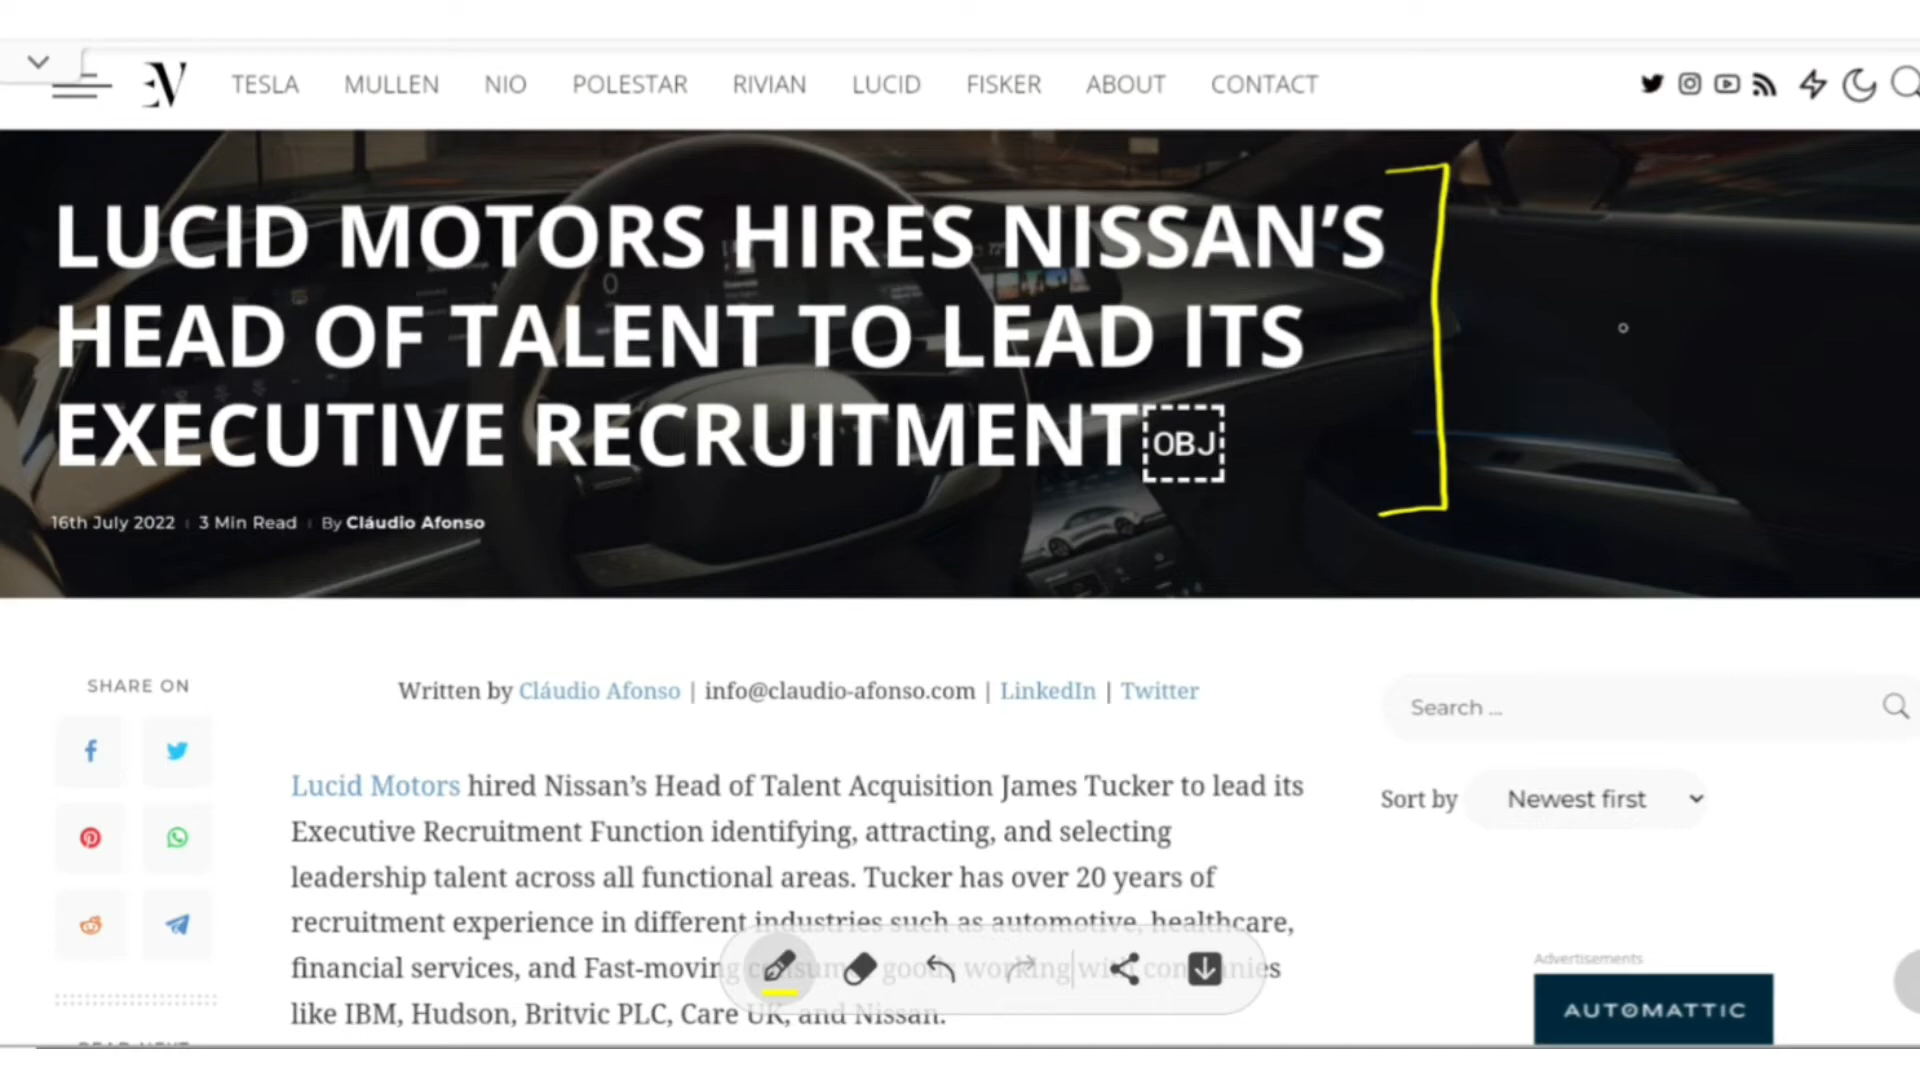 EV TESLA MULLEN NIO POLESTAR RIVIAN LUCID FISKER ABOUT CONTACT
LUCID MOTORS HIRES NISSAN’S
HEAD OF TALENT TO LEAD ITS
EXECUTIVE RECRUITMENT OBJ
16th July 2022 | 3 Min Read | By Cláudio Afonso
SHARE ON
Written by Cláudio Afonso | info@claudio-afonso.com | LinkedIn | Twitter
Search ...
Lucid Motors hired Nissan’s Head of Talent Acquisition James Tucker to lead its
Executive Recruitment Function identifying, attracting, and selecting
leadership talent across all functional areas. Tucker has over 20 years of
recruitment experience in different industries such as automotive, healthcare,
financial services, and Fast-moving consumer goods working with companies
like IBM, Hudson, Britvic PLC, Care UK, and Nissan.
Sort by Newest first
Advertisements
AUTOMATTIC
READ NEXT